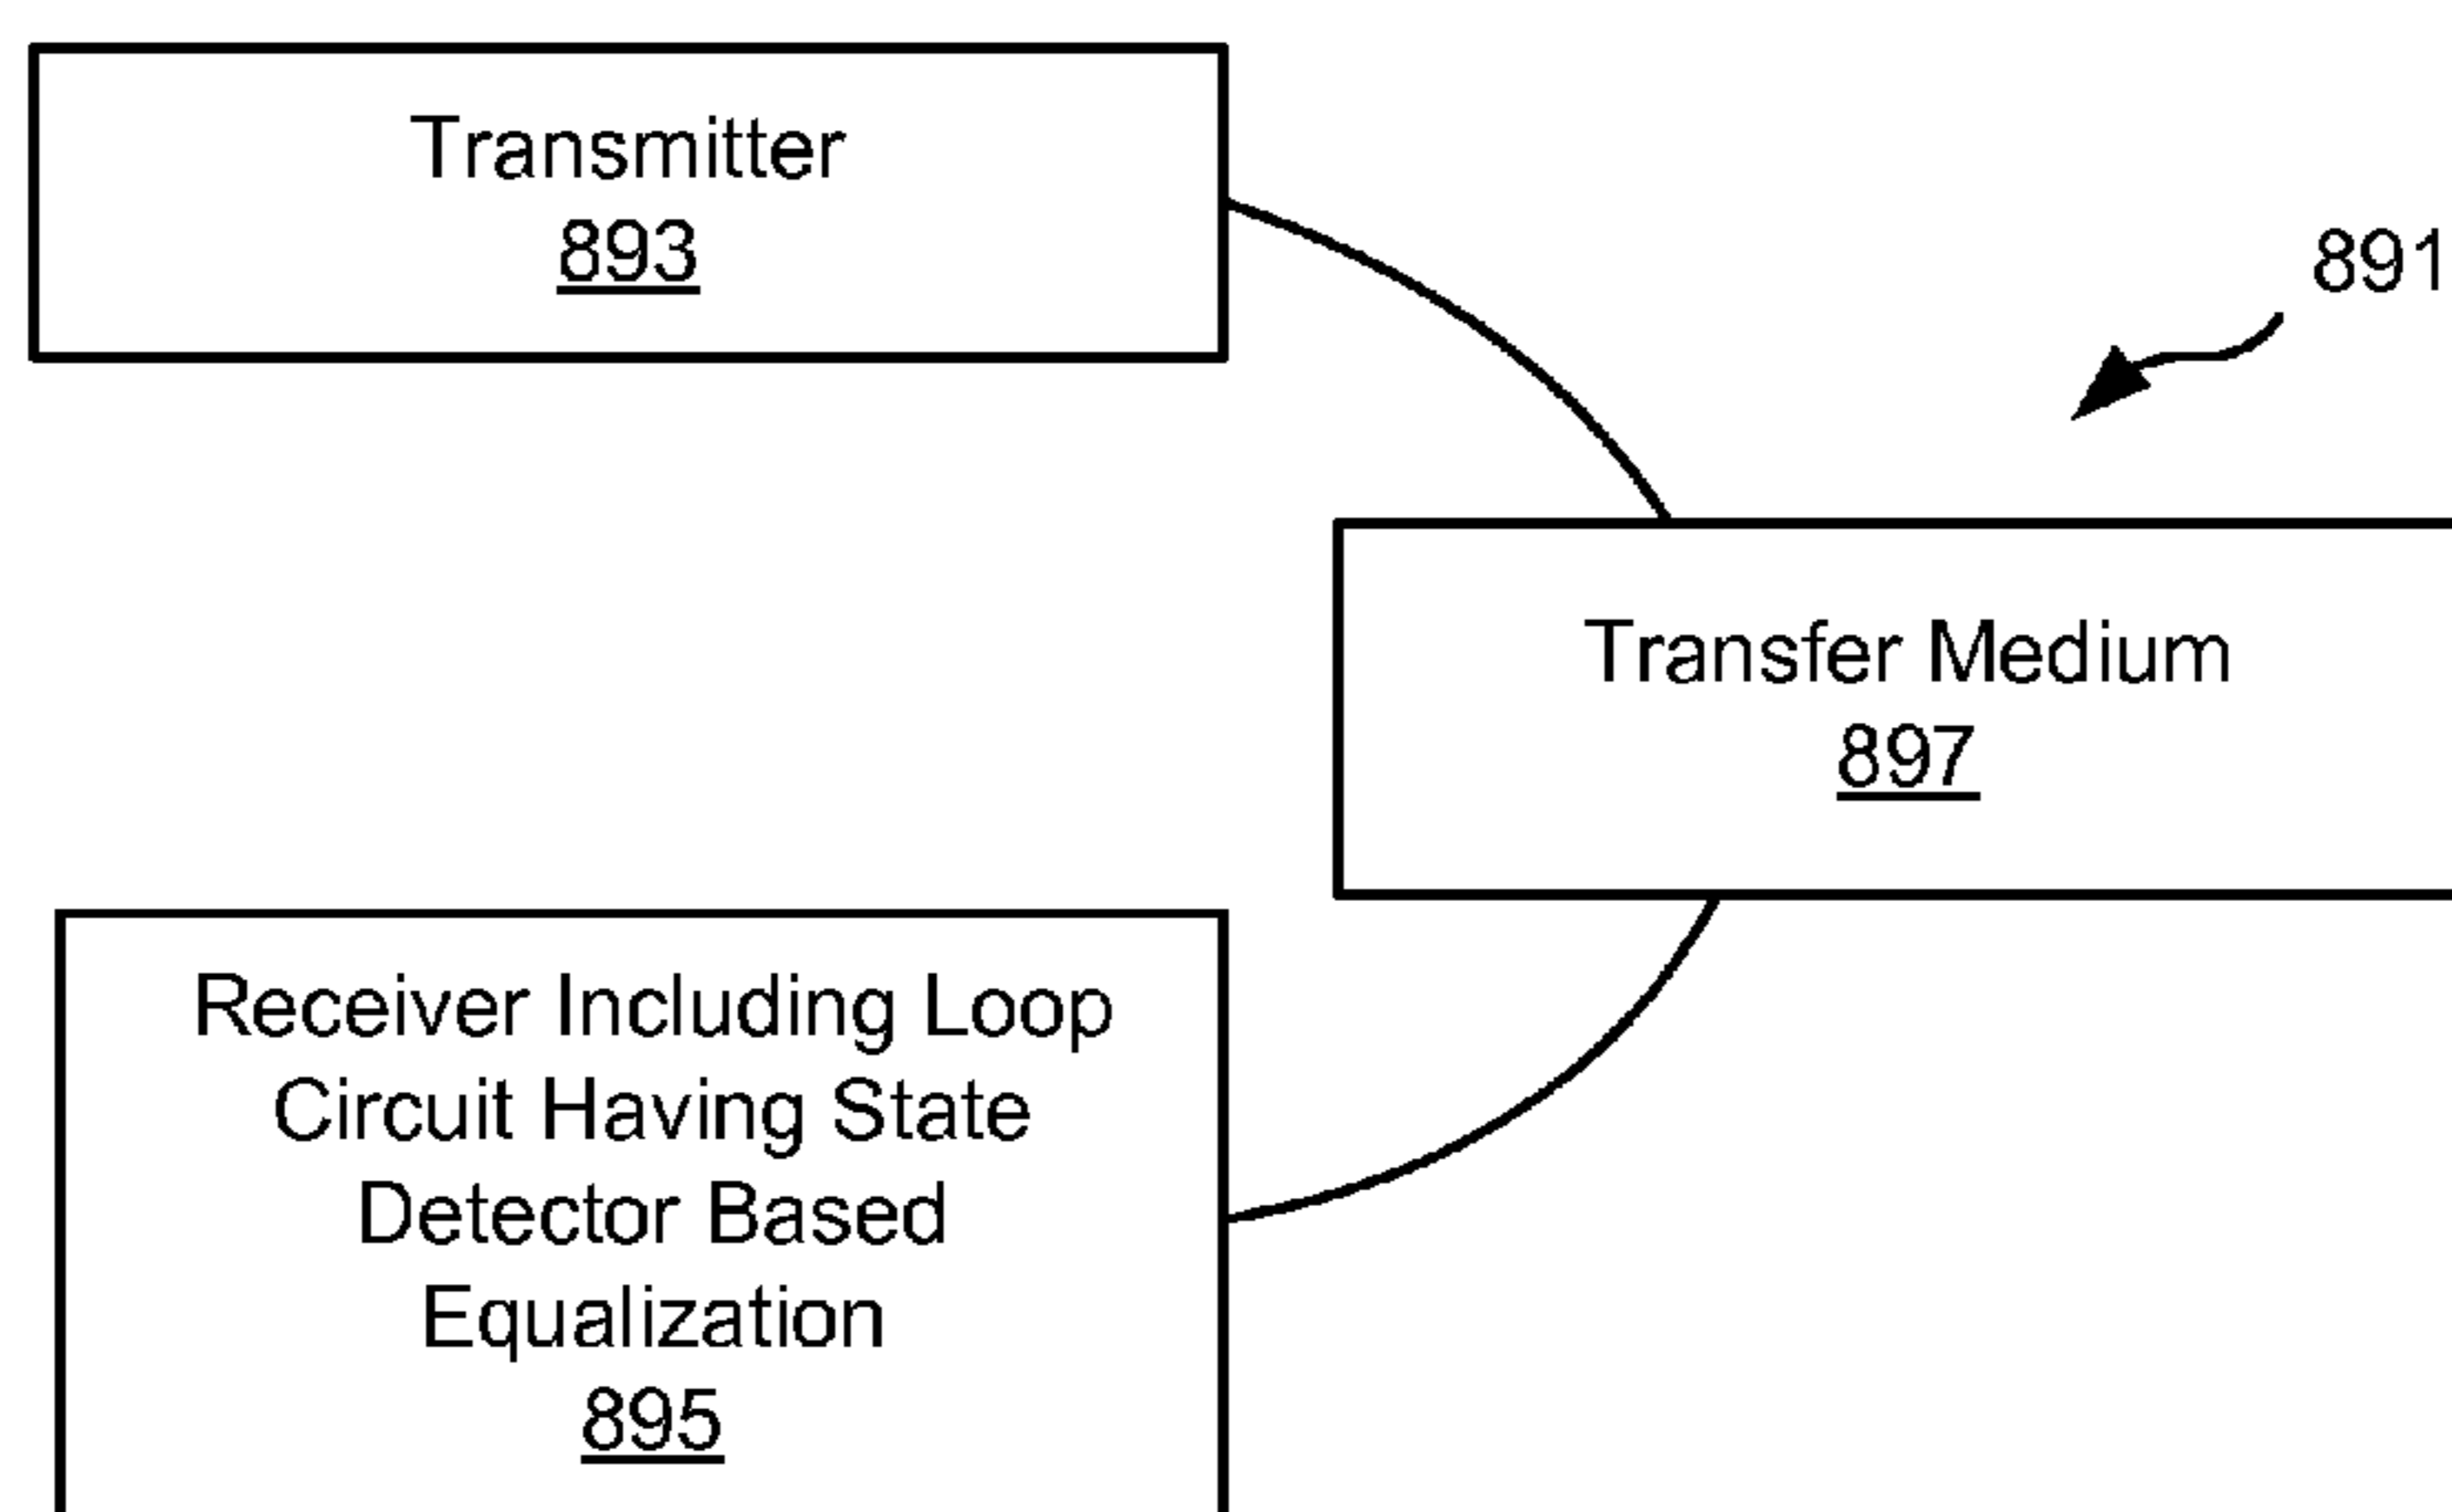 Transmitter
893
891
Transfer Medium
897
Receiver Including Loop
Circuit Having State
Detector Based
Equalization
895